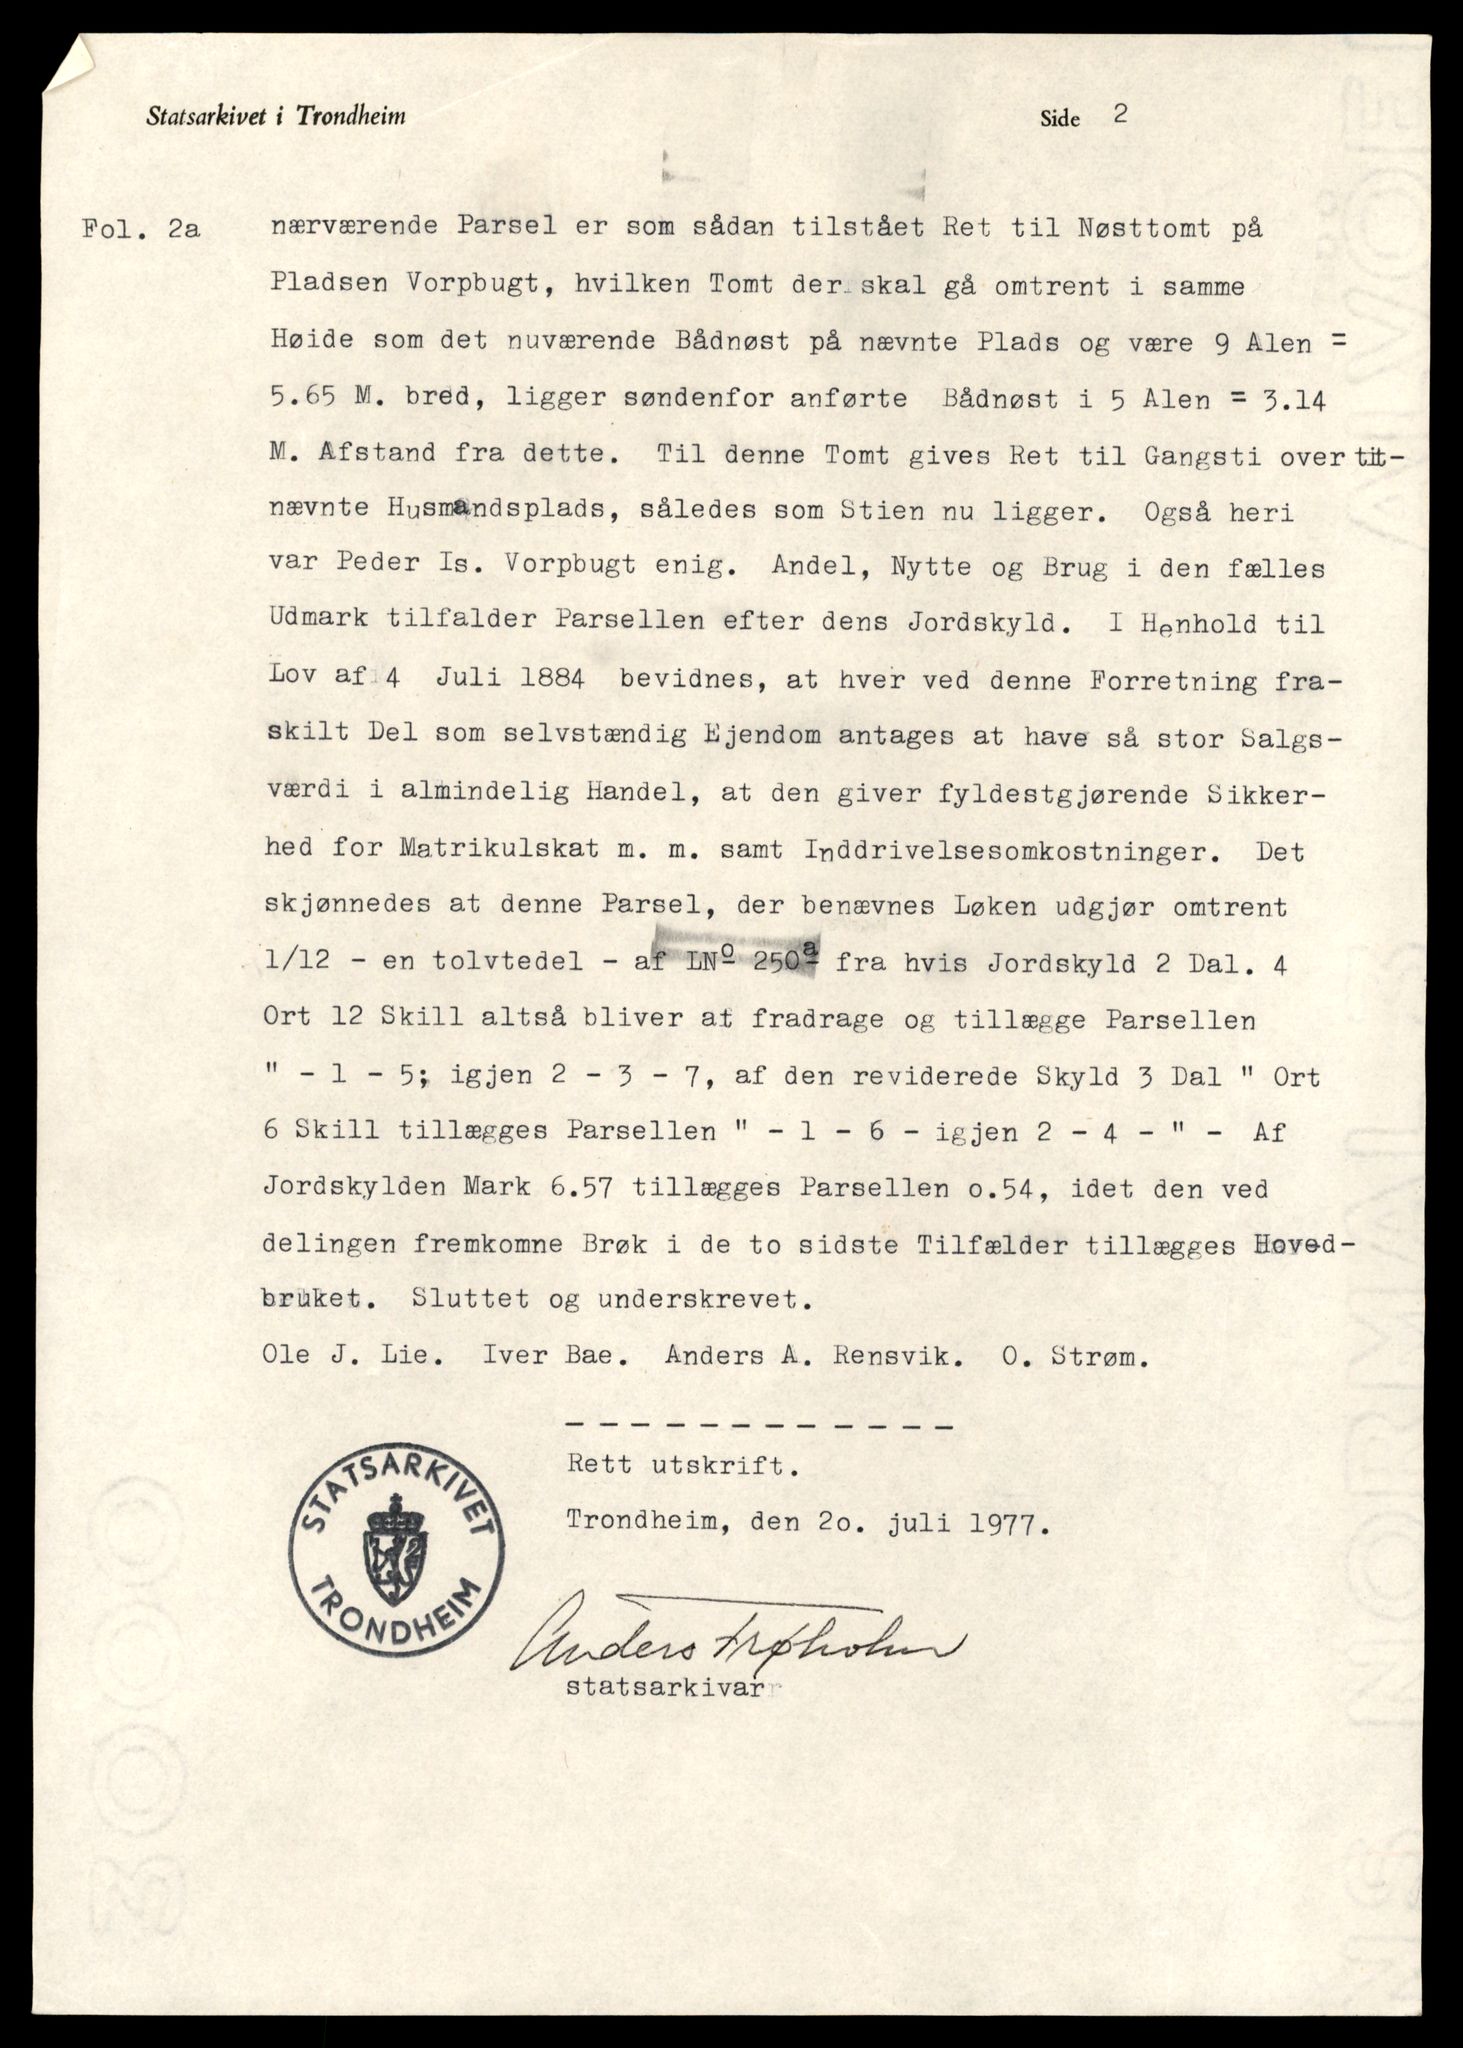 Statsarkivet i Trondheim Side 2
Fol. 2a nærværende Parsel er som sådan tilstået Ret til Nøsttomt på
Pladsen Vorpbugt, hvilken Tomt der skal gå omtrent i samme
Høide som det nuværende Bådnøst på nævnte Plads og være 9 Alen =
5.65 M. bred, ligger søndenfor anførte Bådnøst i 5 Alen = 3.14
M. Afstand fra dette. Til denne Tomt gives Ret til Gangsti over tit-
nævnte Husmandsplads, således som Stien nu ligger. Også heri
var Peder Is. Vorpbugt enig. Andel, Nytte og Brug i den fælles
Udmark tilfalder Parsellen efter dens Jordskyld. I Henhold til
Lov af 4 Juli 1884 bevidnes, at hver ved denne Forretning fra-
skilt Del som selvstændig Ejendom antages at have så stor Salgs-
værdi i almindelig Handel, at den giver fyldestgjørende Sikker-
hed for Matrikulskat m. m. samt Inddrivelsesomkostninger. Det
skjønnedes at denne Parsel, der benævnes Løken udgjør omtrent
1/12 - en tolvtedel - af LNº 250ª fra hvis Jordskyld 2 Dal. 4
Ort 12 Skill altså bliver at fradrage og tillægge Parsellen
" - 1 - 5; igjen 2 - 3 - 7, af den reviderede Skyld 3 Dal " Ort
6 Skill tillægges Parsellen " - 1 - 6 - igjen 2 - 4 - " - Af
Jordskylden Mark 6.57 tillægges Parsellen o.54, idet den ved
delingen fremkomne Brøk i de to sidste Tilfælder tillægges Hoved-
bruket. Sluttet og underskrevet.
Ole J. Lie. Iver Bae. Anders A. Rensvik. O. Strøm.
- - - - - - - - - - - -
Rett utskrift.
Trondheim, den 2o. juli 1977.
STATSARKIVET
TRONDHEIM
Anders Frøholm
statsarkivar